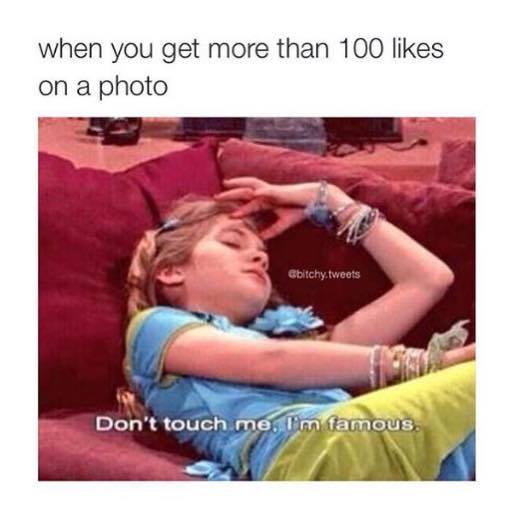 when you get more than 100 likes
on a photo
@bitchy.tweets
Don't touch me, I'm famous.